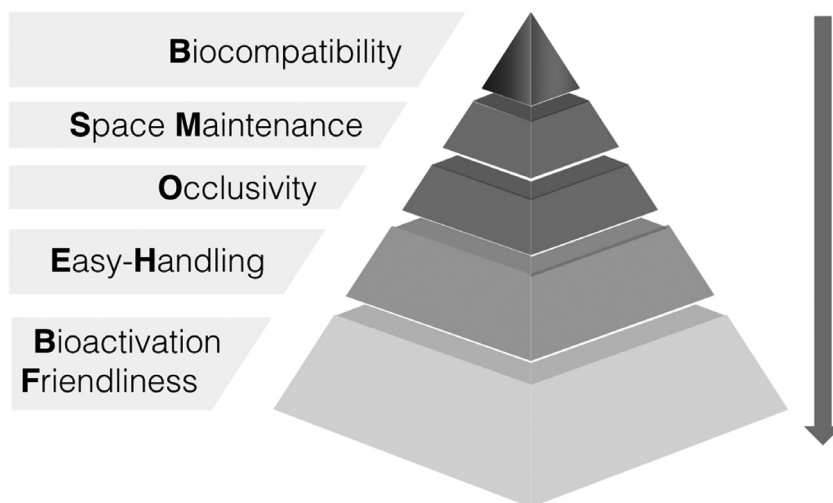 Biocompatibility
Space Maintenance
Occlusivity
Easy-Handling
Bioactivation
Friendliness